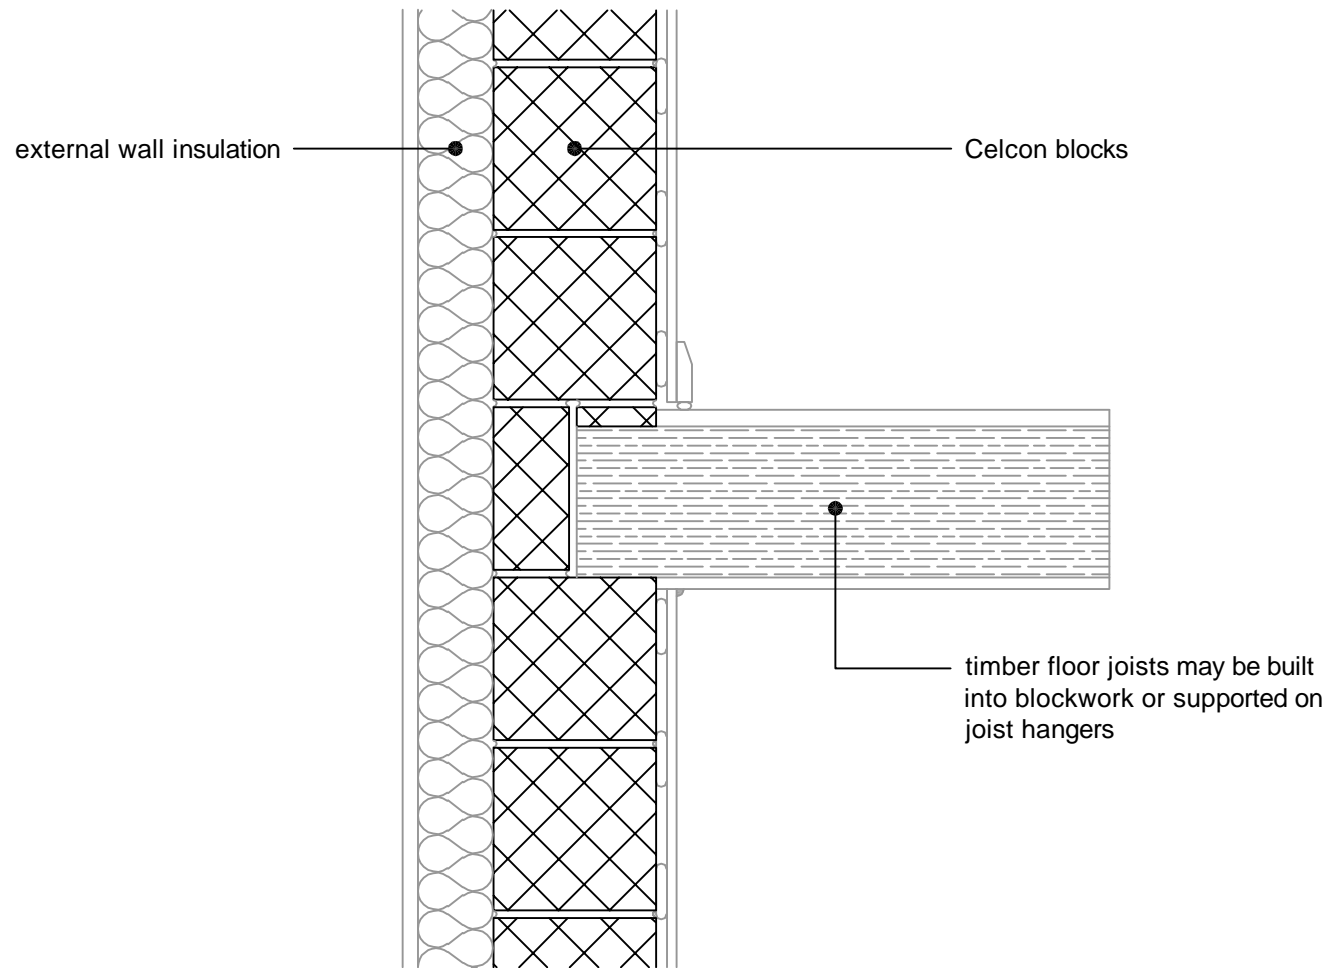 external wall insulation
Celcon blocks
timber floor joists may be built
into blockwork or supported on
joist hangers